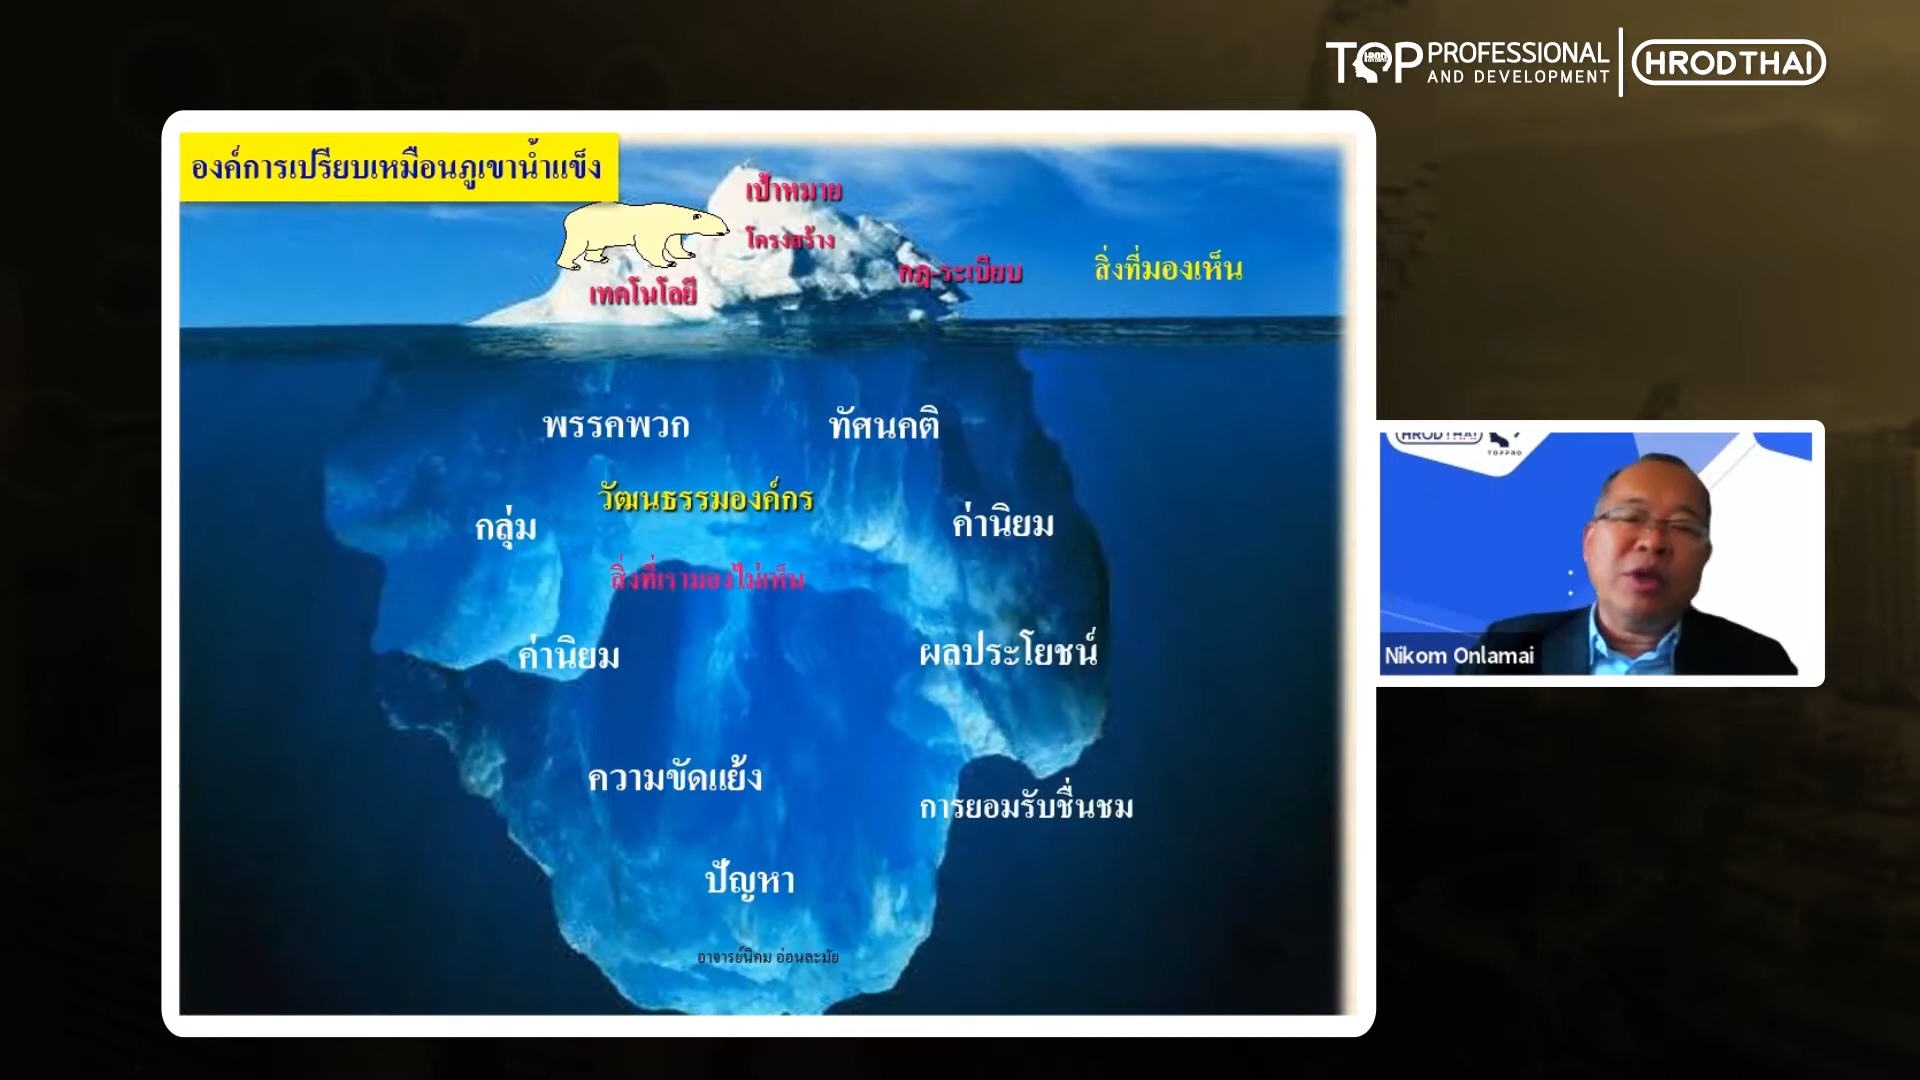 TOP PROFESSIONAL AND DEVELOPMENT
HRODTHAI
องค์การเปรียบเหมือนภูเขาน้ำแข็ง
เป้าหมาย
โครงสร้าง
กฎ-ระเบียบ
สิ่งที่มองเห็น
เทคโนโลยี
พรรคพวก
ทัศนคติ
วัฒนธรรมองค์กร
กลุ่ม
ค่านิยม
สิ่งที่เรามองไม่เห็น
ค่านิยม
ผลประโยชน์
ความขัดแย้ง
การยอมรับชื่นชม
ปัญหา
อาจารย์นิคม อ่อนละมัย
HRODTHAI
TOPPRO
Nikom Onlamai